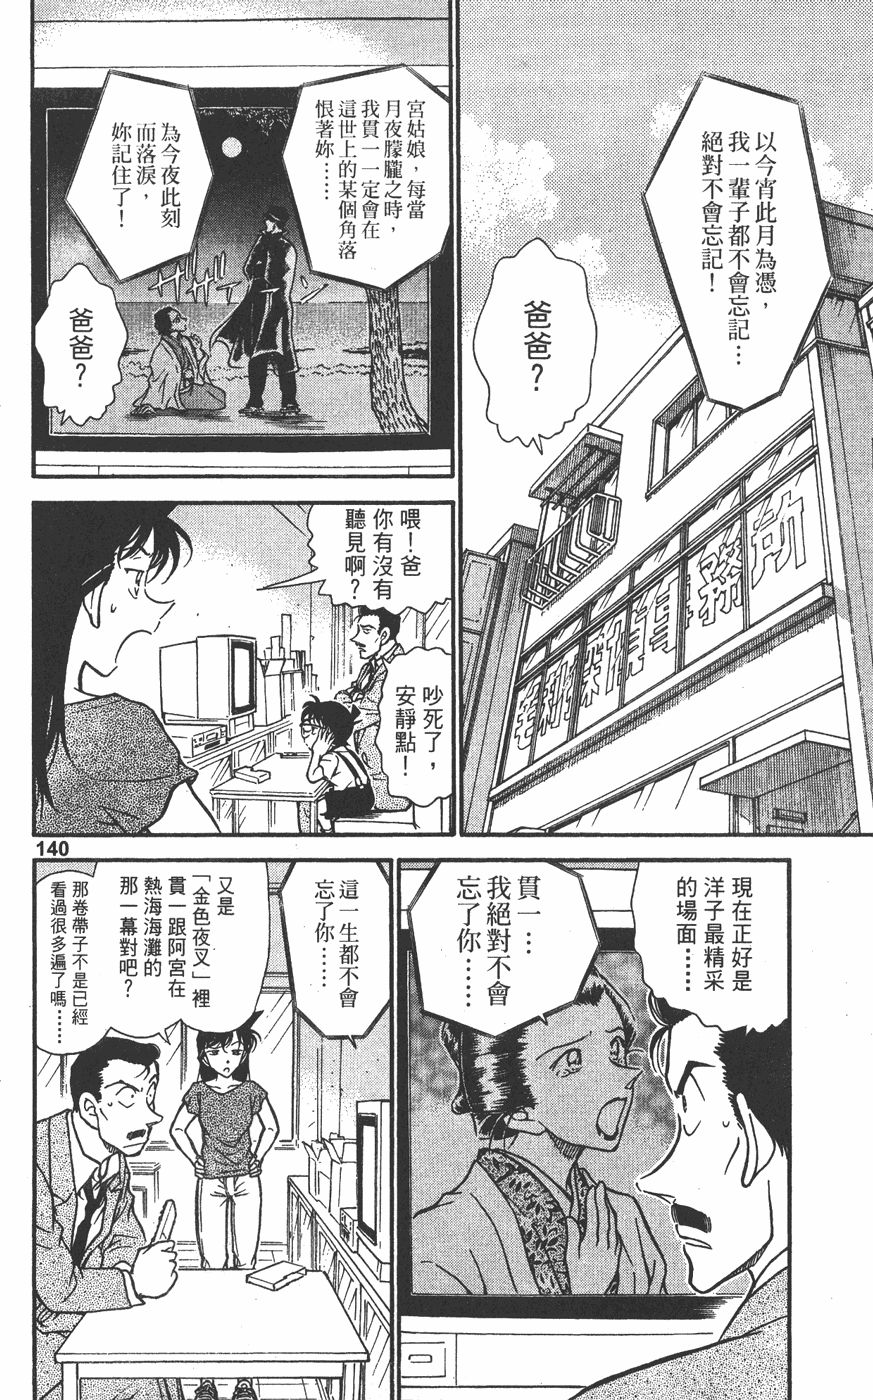 以今宵此月為憑，
我一輩子都不會忘記…
絕對不會忘記！
爸爸？
毛利偵探事務所
宮姑娘，每當
月夜朦朧之時，
我貫一一定會在
這世上的某個角落
恨著妳……
為今夜此刻
而落淚，
妳記住了！
ザザザーン
爸爸？
喂！爸
你有沒有
聽見啊？
吵死了，
安靜點！
現在正好是
洋子最精采
的場面……
貫一…
我絕對不會
忘了你……
這一生都不會
忘了你……
又是
「金色夜叉」裡
貫一跟阿宮在
熱海海灘的
那一幕對吧？
那卷帶子不是已經
看過很多遍了嗎……
140